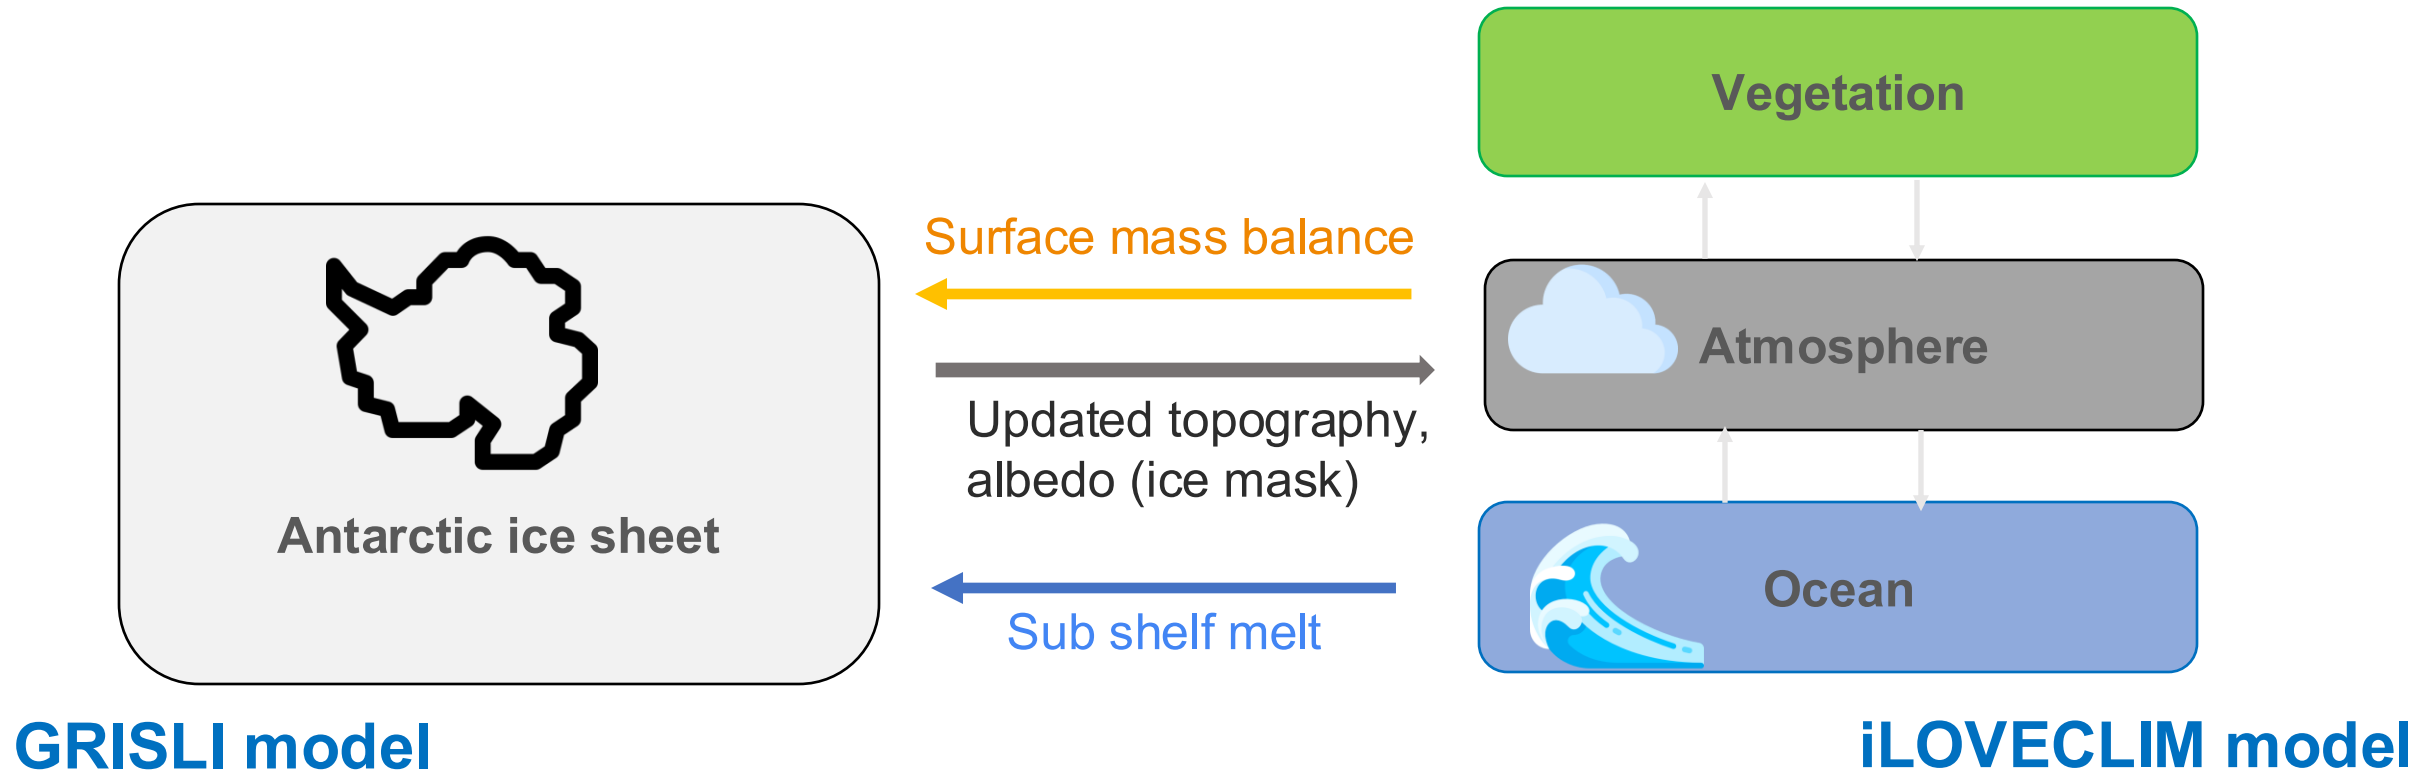 Vegetation
Surface mass balance
Atmosphere
Updated topography,
albedo (ice mask)
Antarctic ice sheet
Ocean
Sub shelf melt
GRISLI model
iLOVECLIM model